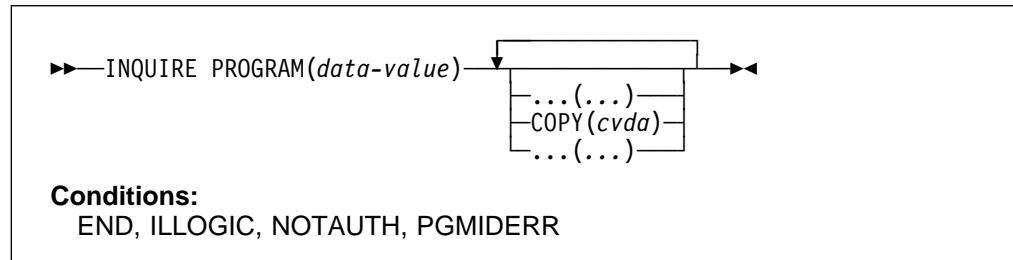 ►►──INQUIRE PROGRAM(data-value)──►◄
...(...)
COPY(cvda)
...(...)
Conditions:
END, ILLOGIC, NOTAUTH, PGMIDERR